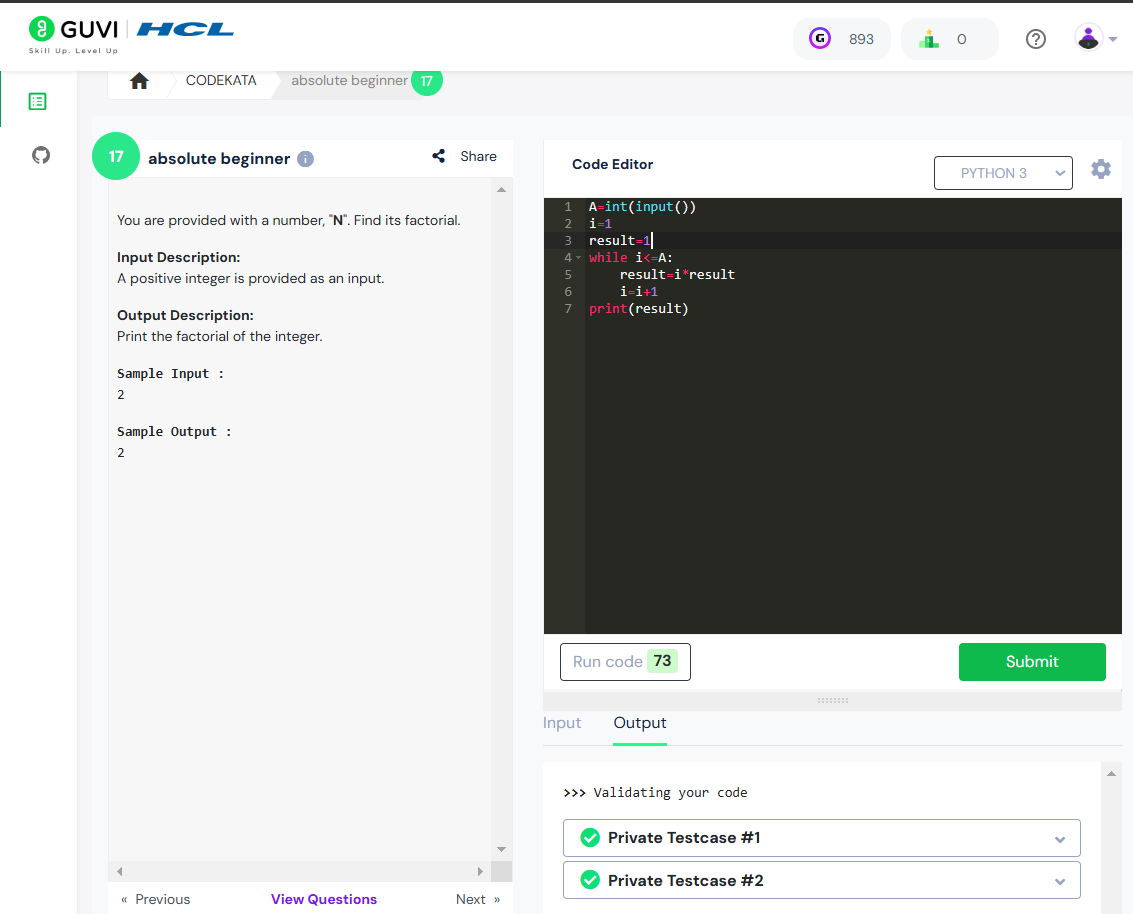 GUVI HCL
Skill Up. Level Up
G 893
0
CODEKATA
absolute beginner 17
17 absolute beginner i
Share
You are provided with a number, "N". Find its factorial.
Input Description:
A positive integer is provided as an input.
Output Description:
Print the factorial of the integer.
Sample Input :
2
Sample Output :
2
« Previous
View Questions
Next »
Code Editor
PYTHON 3
1 A=int(input())
2 i=1
3 result=1
4 while i<=A:
5     result=i*result
6     i=i+1
7 print(result)
Run code 73
Submit
Input
Output
>>> Validating your code
Private Testcase #1
Private Testcase #2